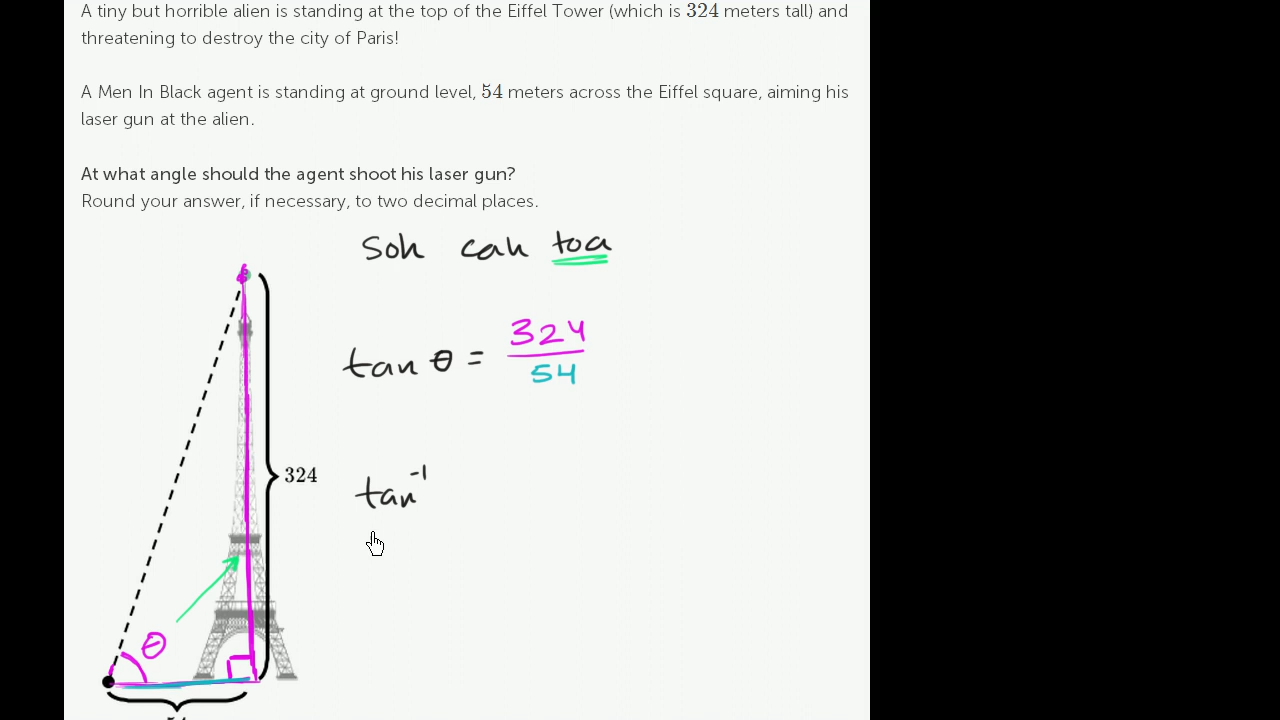 A tiny but horrible alien is standing at the top of the Eiffel Tower (which is 324 meters tall) and
threatening to destroy the city of Paris!
A Men In Black agent is standing at ground level, 54 meters across the Eiffel square, aiming his
laser gun at the alien.
At what angle should the agent shoot his laser gun?
Round your answer, if necessary, to two decimal places.
Soh cah toa
tan θ = 324/54
324
tan⁻¹
θ